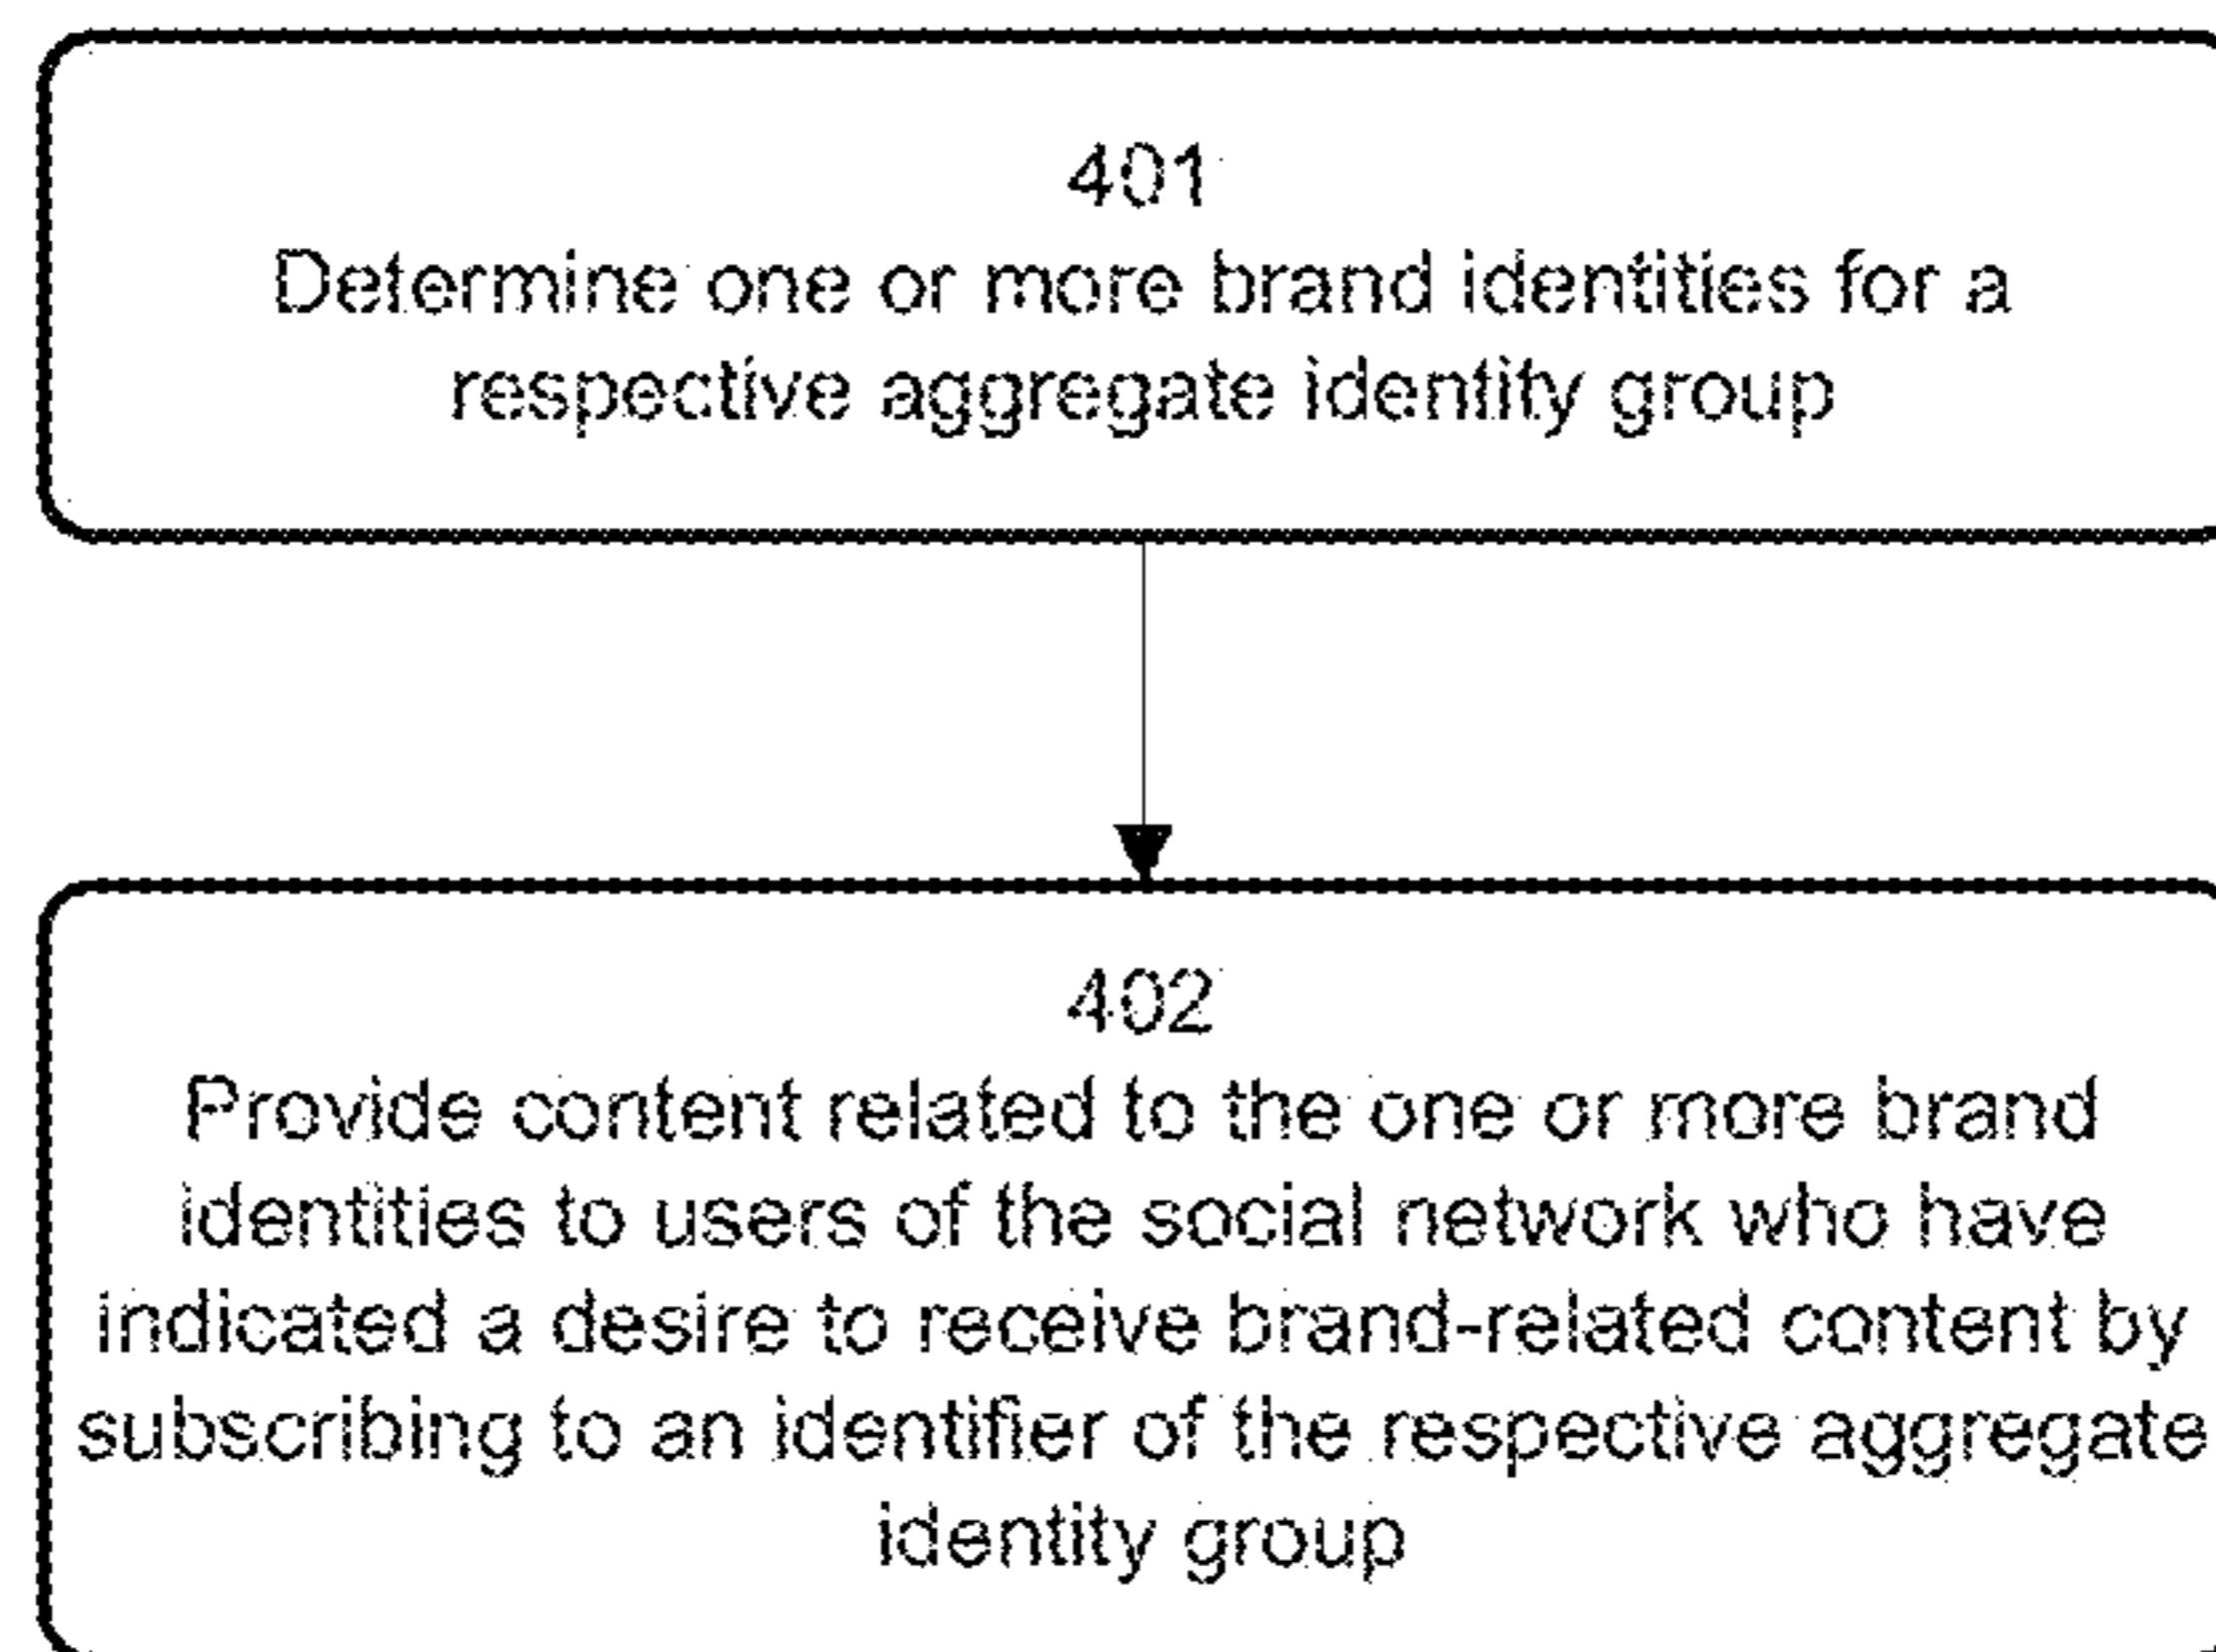 401
Determine one or more brand identities for a
respective aggregate identity group
402
Provide content related to the one or more brand
identities to users of the social network who have
indicated a desire to receive brand-related content by
subscribing to an identifier of the respective aggregate
identity group